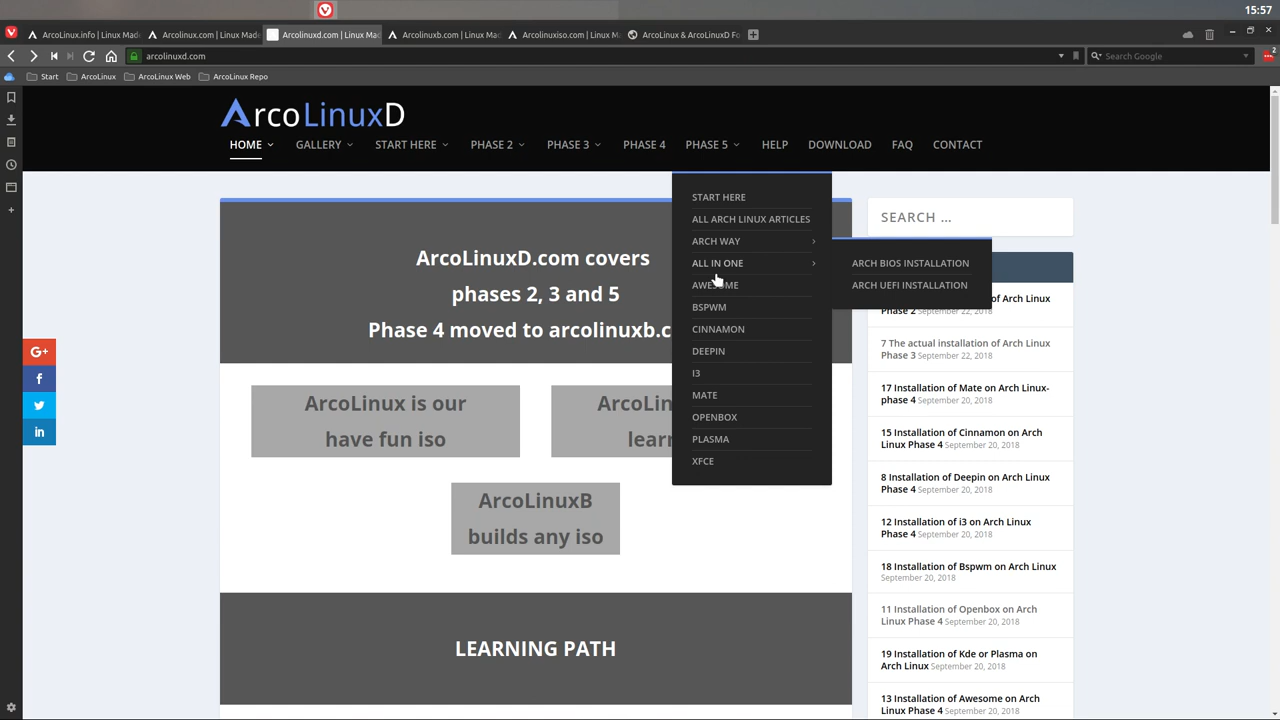 15:57
ArcoLinux.info | Linux Mad
Arcolinux.com | Linux Made
Arcolinuxd.com | Linux Ma
Arcolinuxb.com | Linux Ma
Arcolinuxiso.com | Linux M
ArcoLinux & ArcoLinuxD Fo
arcolinuxd.com
Search Google
2
Start
ArcoLinux
ArcoLinux Web
ArcoLinux Repo
ArcoLinuxD
HOME
GALLERY
START HERE
PHASE 2
PHASE 3
PHASE 4
PHASE 5
HELP
DOWNLOAD
FAQ
CONTACT
START HERE
ALL ARCH LINUX ARTICLES
ARCH WAY
ALL IN ONE
AWESOME
BSPWM
CINNAMON
DEEPIN
I3
MATE
OPENBOX
PLASMA
XFCE
ARCH BIOS INSTALLATION
ARCH UEFI INSTALLATION
ArcoLinuxD.com covers
phases 2, 3 and 5
Phase 4 moved to arcolinuxb.c
ArcoLinux is our
have fun iso
ArcoLin
learn
ArcoLinuxB
builds any iso
LEARNING PATH
SEARCH …
of Arch Linux
Phase 2 September 22, 2018
7 The actual installation of Arch Linux
Phase 3 September 22, 2018
17 Installation of Mate on Arch Linux-
phase 4 September 20, 2018
15 Installation of Cinnamon on Arch
Linux Phase 4 September 20, 2018
8 Installation of Deepin on Arch Linux
Phase 4 September 20, 2018
12 Installation of i3 on Arch Linux
Phase 4 September 20, 2018
18 Installation of Bspwm on Arch Linux
September 20, 2018
11 Installation of Openbox on Arch
Linux Phase 4 September 20, 2018
19 Installation of Kde or Plasma on
Arch Linux September 20, 2018
13 Installation of Awesome on Arch
Linux Phase 4 September 20, 2018
G+
f
in